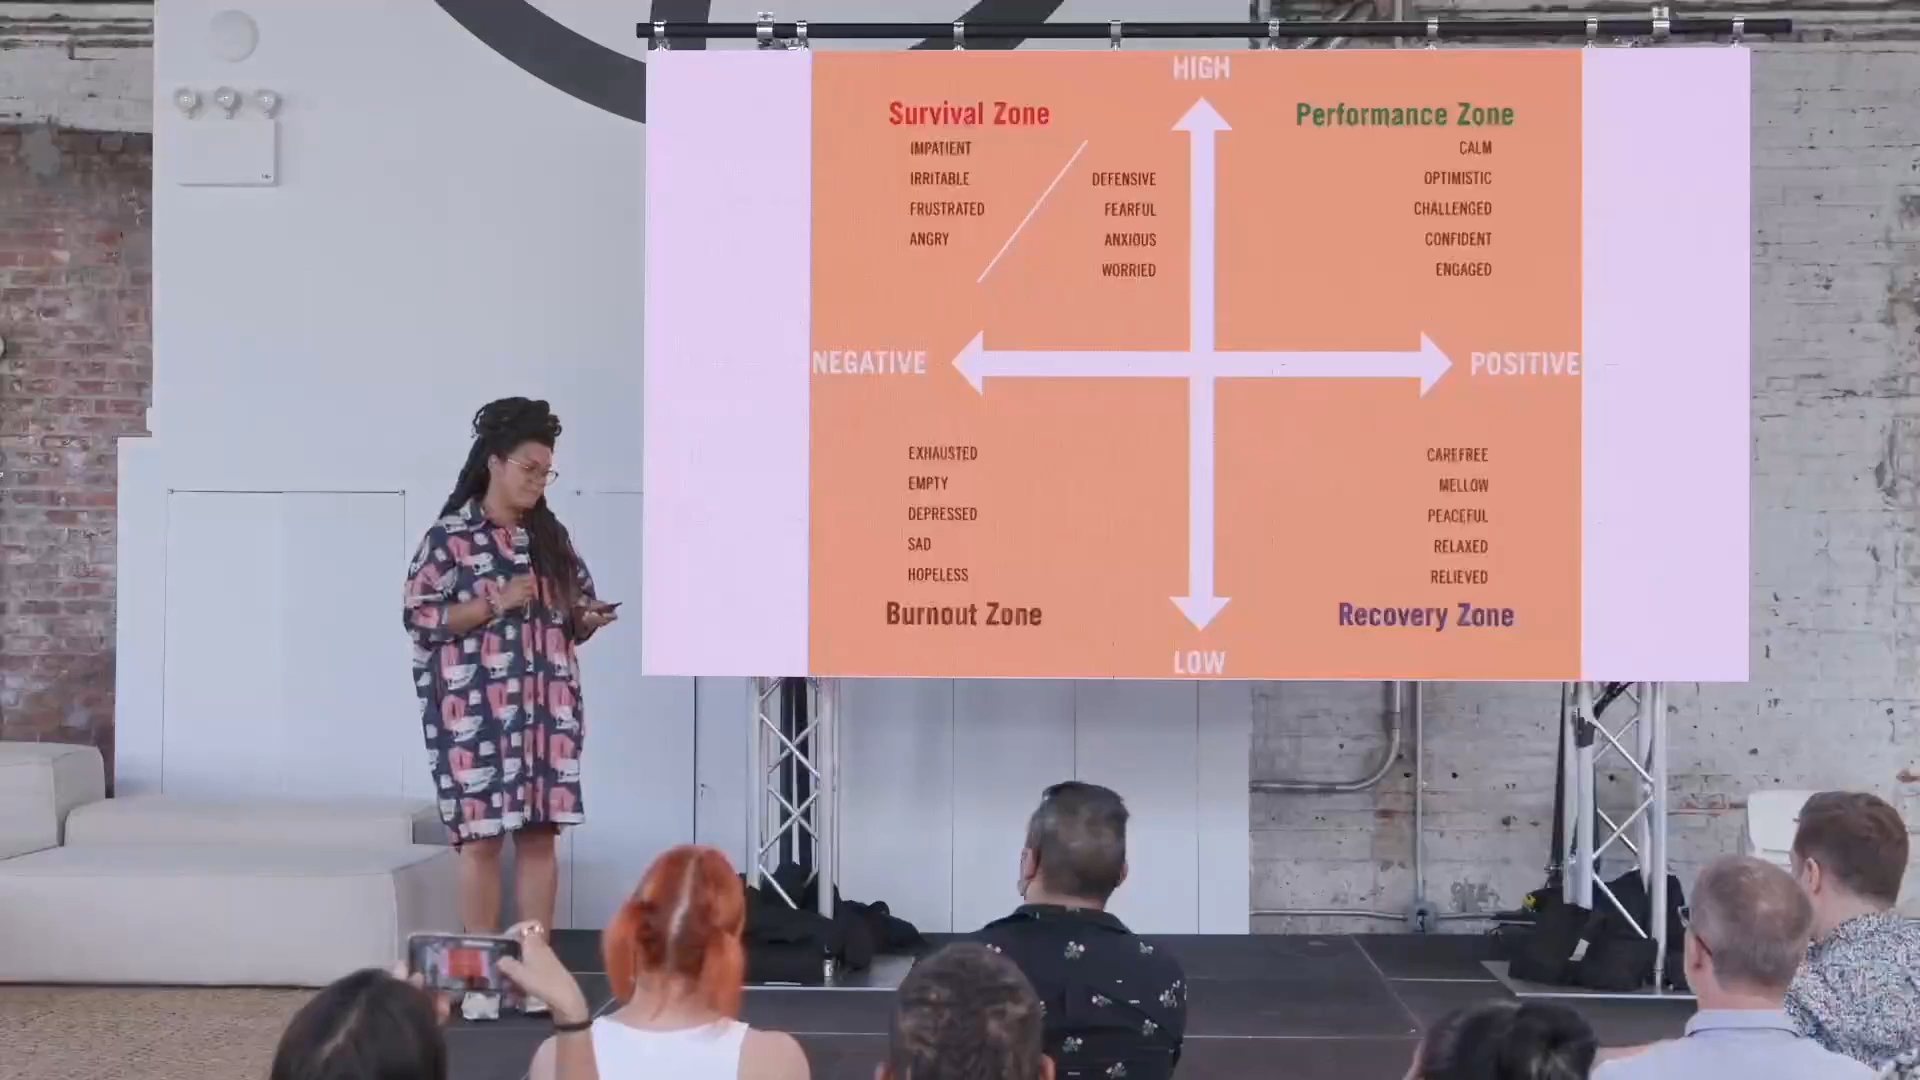 HIGH
Survival Zone
IMPATIENT
IRRITABLE
FRUSTRATED
ANGRY
DEFENSIVE
FEARFUL
ANXIOUS
WORRIED
Performance Zone
CALM
OPTIMISTIC
CHALLENGED
CONFIDENT
ENGAGED
NEGATIVE
POSITIVE
EXHAUSTED
EMPTY
DEPRESSED
SAD
HOPELESS
Burnout Zone
CAREFREE
MELLOW
PEACEFUL
RELAXED
RELIEVED
Recovery Zone
LOW